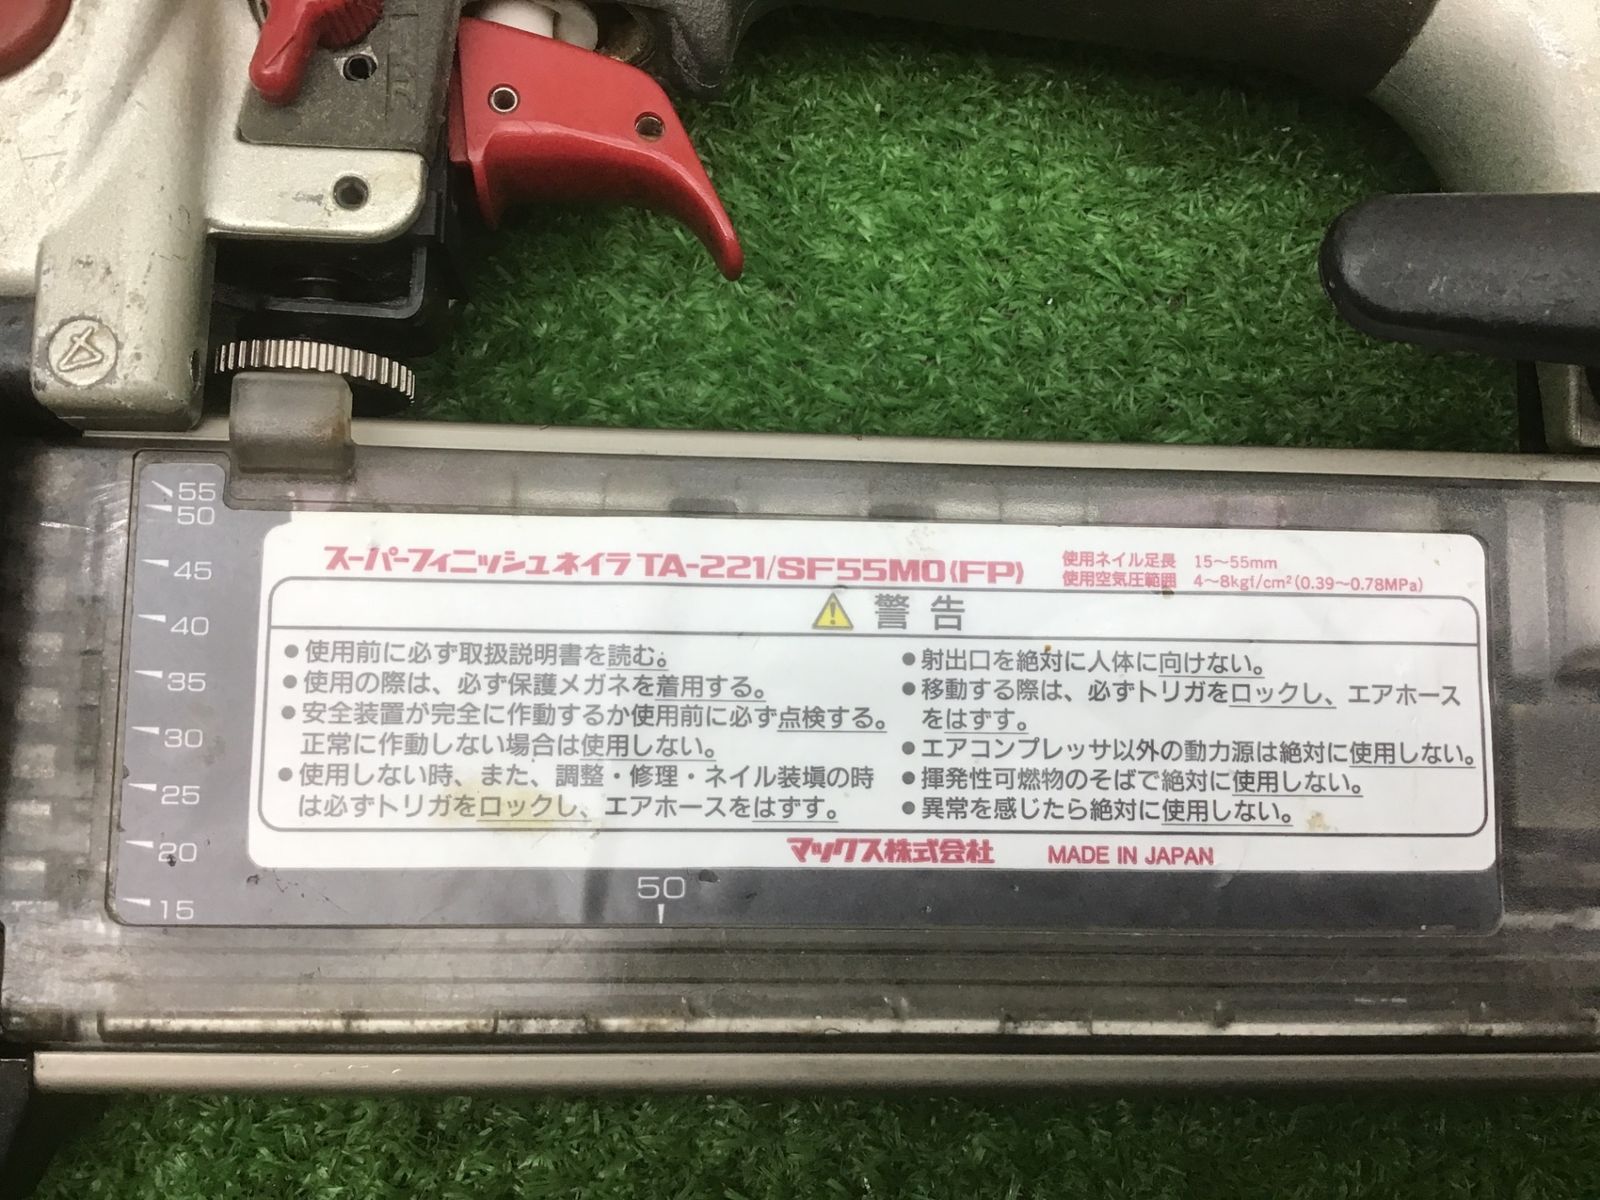 55
50
45
40
35
30
25
20
15
スーパーフィニッシュネイラ TA-221/SF55MO(FP)
使用ネイル足長 15〜55mm
使用空気圧範囲 4〜8kgf/cm²(0.39〜0.78MPa)
警告
●使用前に必ず取扱説明書を読む。
●使用の際は、必ず保護メガネを着用する。
●安全装置が完全に作動するか使用前に必ず点検する。
正常に作動しない場合は使用しない。
●使用しない時、また、調整・修理・ネイル装塡の時
は必ずトリガをロックし、エアホースをはずす。
●射出口を絶対に人体に向けない。
●移動する際は、必ずトリガをロックし、エアホース
をはずす。
●エアコンプレッサ以外の動力源は絶対に使用しない。
●揮発性可燃物のそばで絶対に使用しない。
●異常を感じたら絶対に使用しない。
マックス株式会社 MADE IN JAPAN
50
4